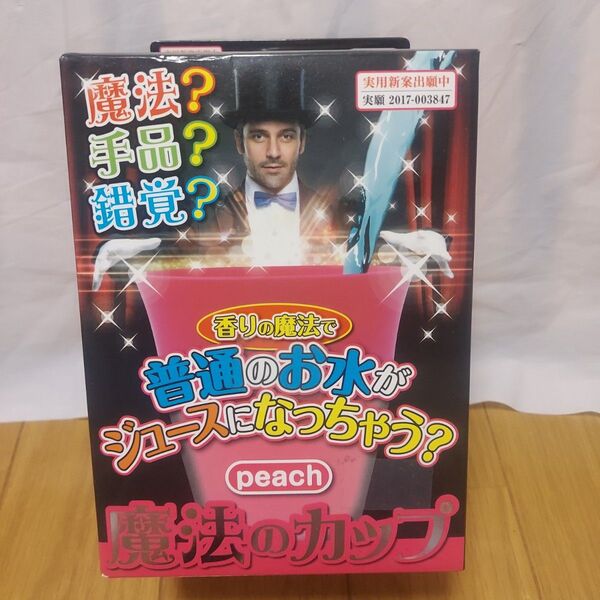 魔法?
手品?
錯覚?
実用新案出願中
実願 2017-003847
香りの魔法で
普通のお水が
ジュースになっちゃう?
peach
魔法のカップ